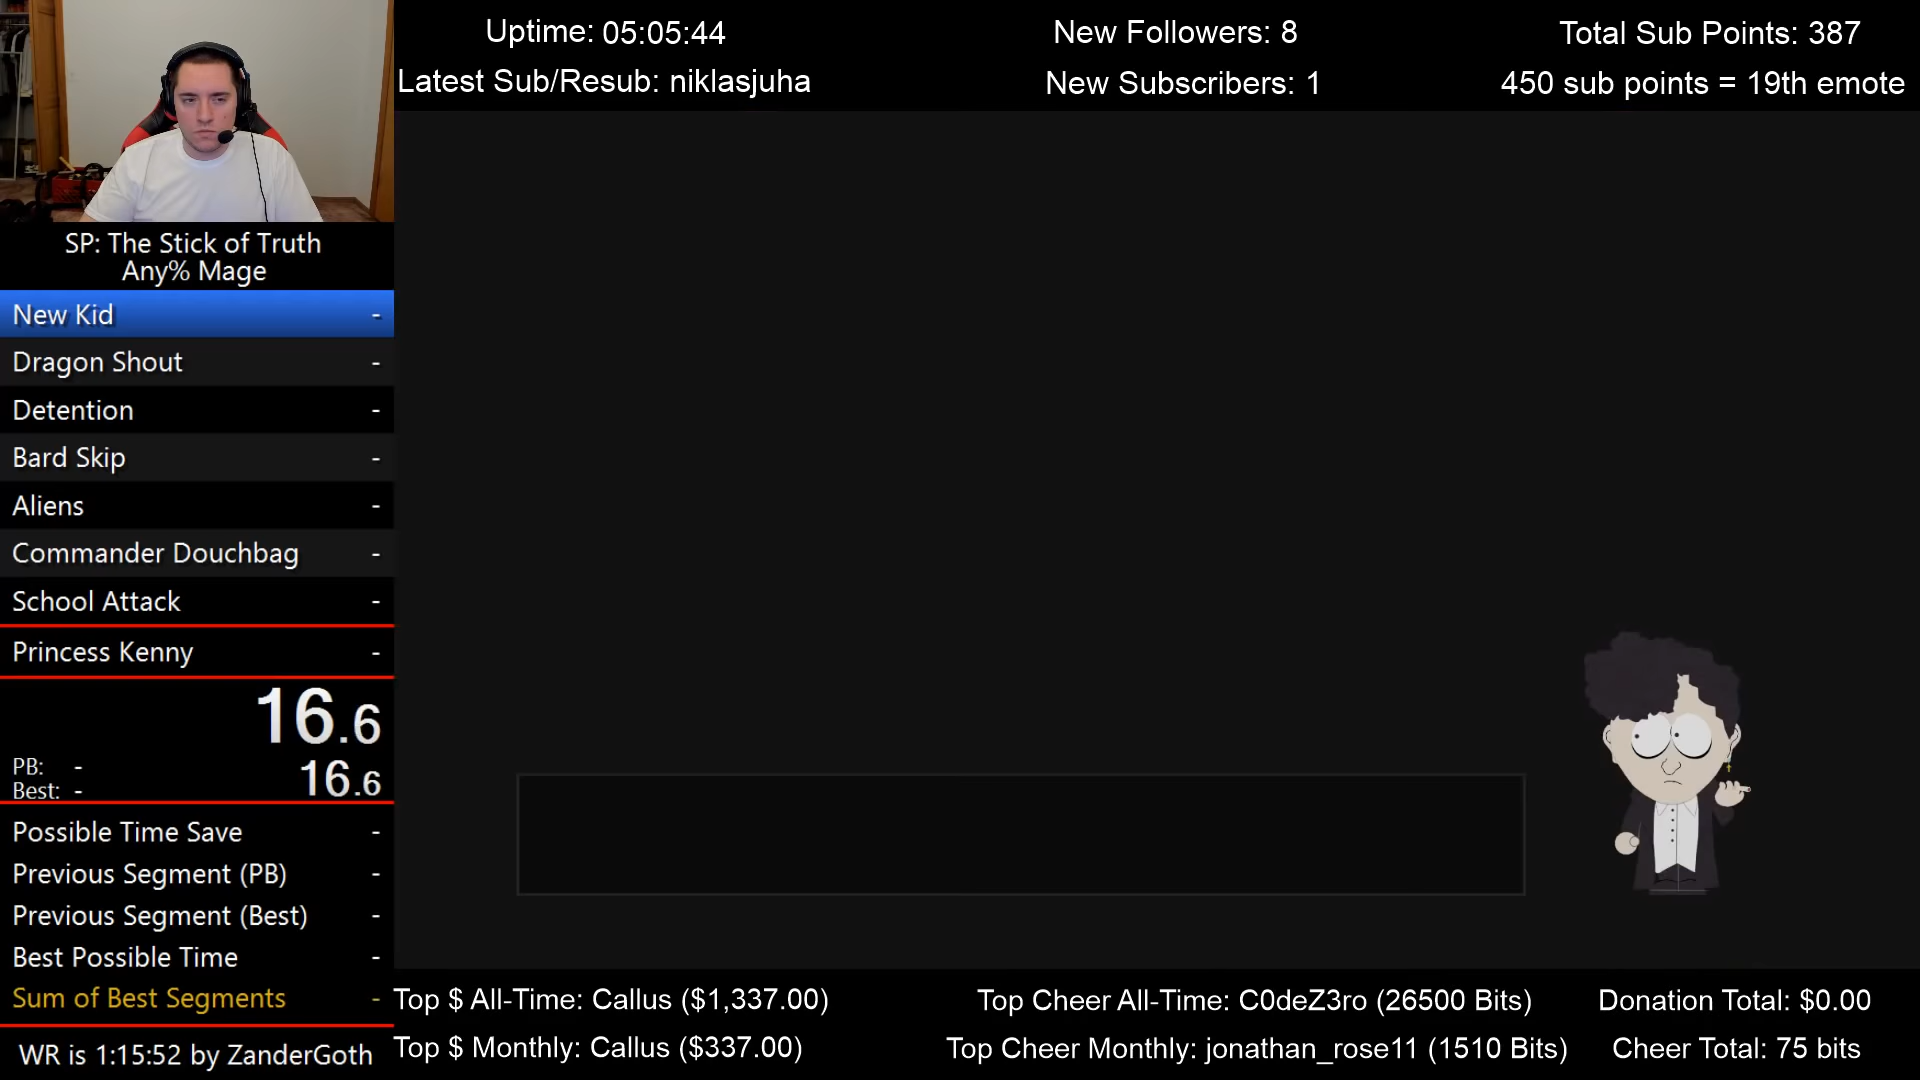 Uptime: 05:05:44
New Followers: 8
Total Sub Points: 387
Latest Sub/Resub: niklasjuha
New Subscribers: 1
450 sub points = 19th emote
SP: The Stick of Truth
Any% Mage
New Kid -
Dragon Shout -
Detention -
Bard Skip -
Aliens -
Commander Douchbag -
School Attack -
Princess Kenny -
16.6
PB: -
Best: -
16.6
Possible Time Save -
Previous Segment (PB) -
Previous Segment (Best) -
Best Possible Time -
Sum of Best Segments -
WR is 1:15:52 by ZanderGoth
Top $ All-Time: Callus ($1,337.00)
Top Cheer All-Time: C0deZ3ro (26500 Bits)
Donation Total: $0.00
Top $ Monthly: Callus ($337.00)
Top Cheer Monthly: jonathan_rose11 (1510 Bits)
Cheer Total: 75 bits